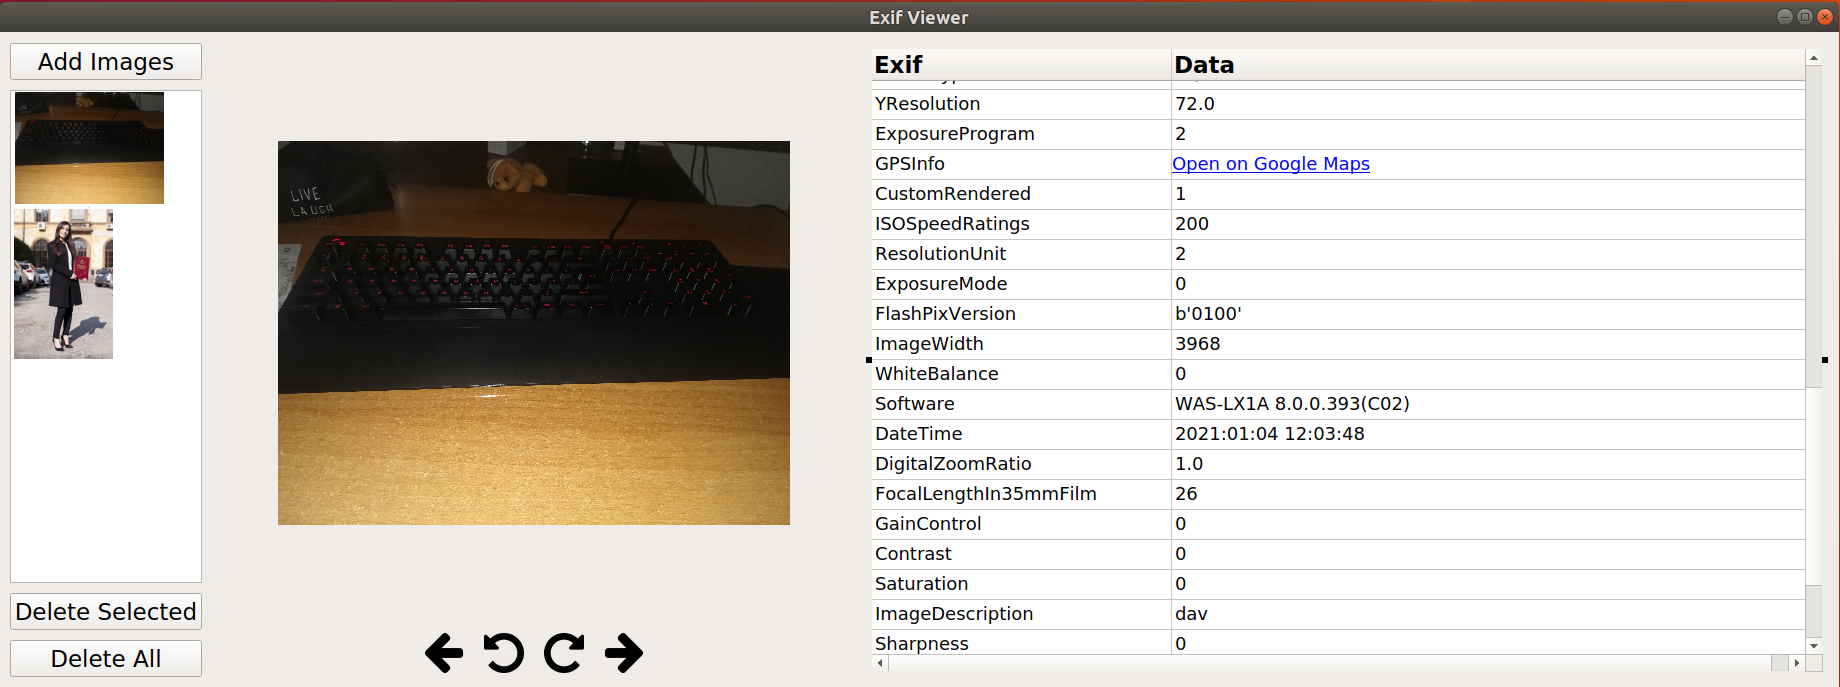 Exif Viewer
Add Images
Delete Selected
Delete All
LIVE
LAUGH
Exif Data
YResolution 72.0
ExposureProgram 2
GPSInfo Open on Google Maps
CustomRendered 1
ISOSpeedRatings 200
ResolutionUnit 2
ExposureMode 0
FlashPixVersion b'0100'
ImageWidth 3968
WhiteBalance 0
Software WAS-LX1A 8.0.0.393(C02)
DateTime 2021:01:04 12:03:48
DigitalZoomRatio 1.0
FocalLengthIn35mmFilm 26
GainControl 0
Contrast 0
Saturation 0
ImageDescription dav
Sharpness 0